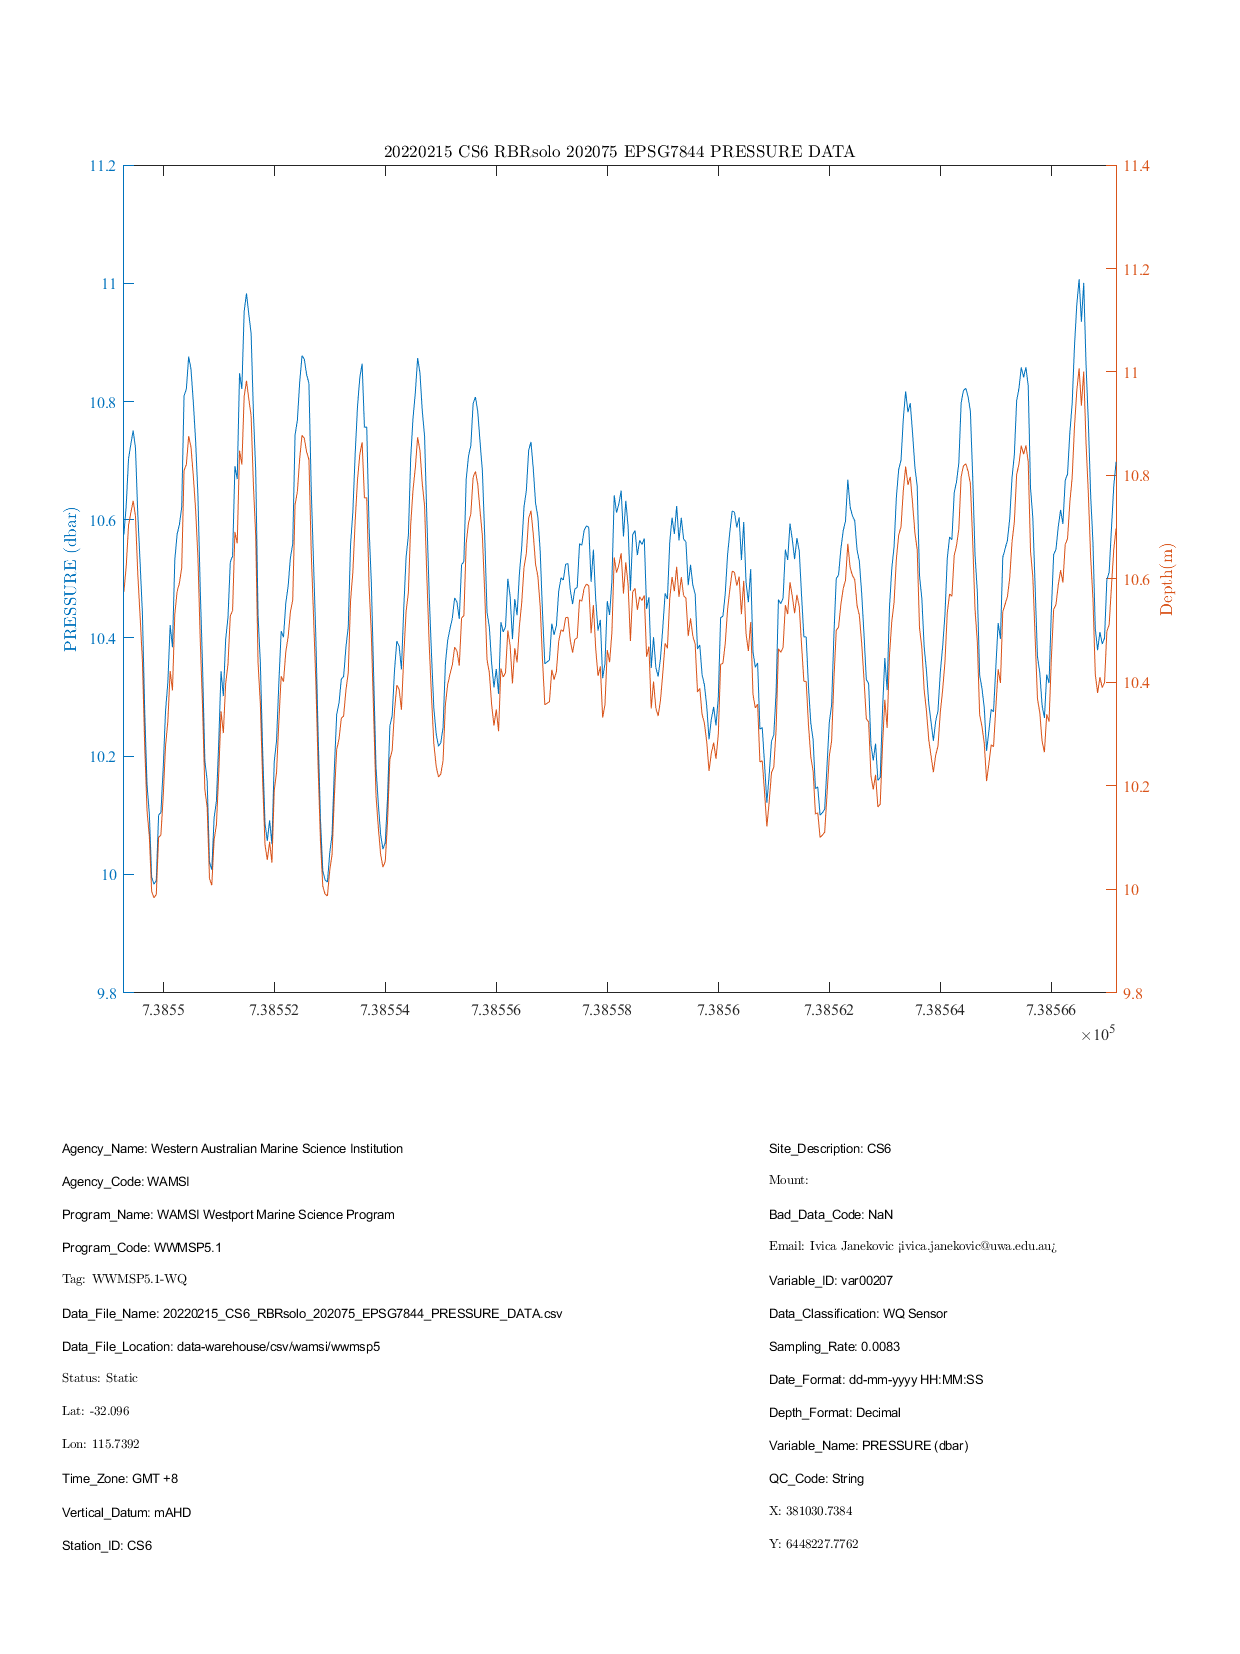 20220215 CS6 RBRsolo 202075 EPSG7844 PRESSURE DATA
11.2
11
10.8
10.6
10.4
10.2
10
9.8
PRESSURE (dbar)
11.4
11.2
11
10.8
10.6
10.4
10.2
10
9.8
Depth(m)
7.3855 7.38552 7.38554 7.38556 7.38558 7.3856 7.38562 7.38564 7.38566
×10^5
Agency_Name: Western Australian Marine Science Institution
Agency_Code: WAMSI
Program_Name: WAMSI Westport Marine Science Program
Program_Code: WWMSP5.1
Tag: WWMSP5.1-WQ
Data_File_Name: 20220215_CS6_RBRsolo_202075_EPSG7844_PRESSURE_DATA.csv
Data_File_Location: data-warehouse/csv/wamsi/wwmsp5
Status: Static
Lat: -32.096
Lon: 115.7392
Time_Zone: GMT +8
Vertical_Datum: mAHD
Station_ID: CS6
Site_Description: CS6
Mount:
Bad_Data_Code: NaN
Email: Ivica Janekovic ¡ivica.janekovic@uwa.edu.au¿
Variable_ID: var00207
Data_Classification: WQ Sensor
Sampling_Rate: 0.0083
Date_Format: dd-mm-yyyy HH:MM:SS
Depth_Format: Decimal
Variable_Name: PRESSURE (dbar)
QC_Code: String
X: 381030.7384
Y: 6448227.7762